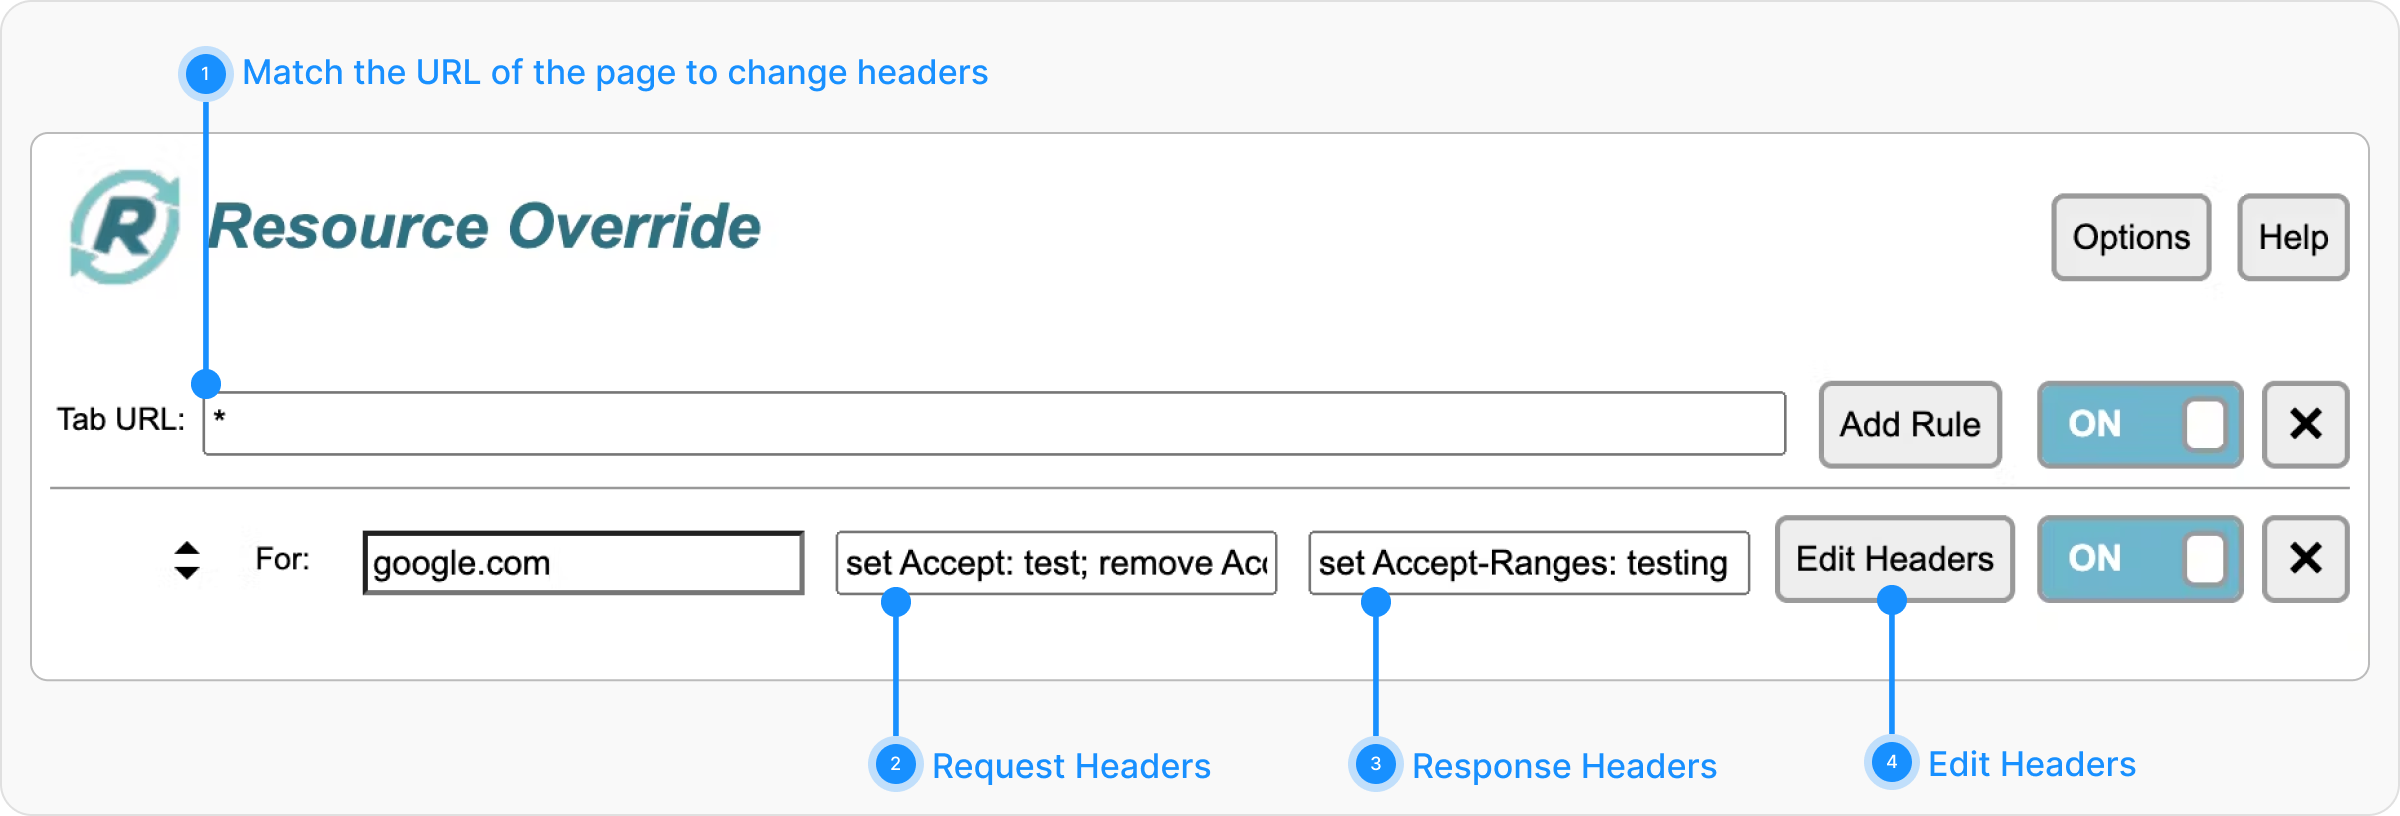 1 Match the URL of the page to change headers
R Resource Override Options Help
Tab URL: * Add Rule ON ✕
For: google.com set Accept: test; remove Acc set Accept-Ranges: testing Edit Headers ON ✕
2 Request Headers 3 Response Headers 4 Edit Headers